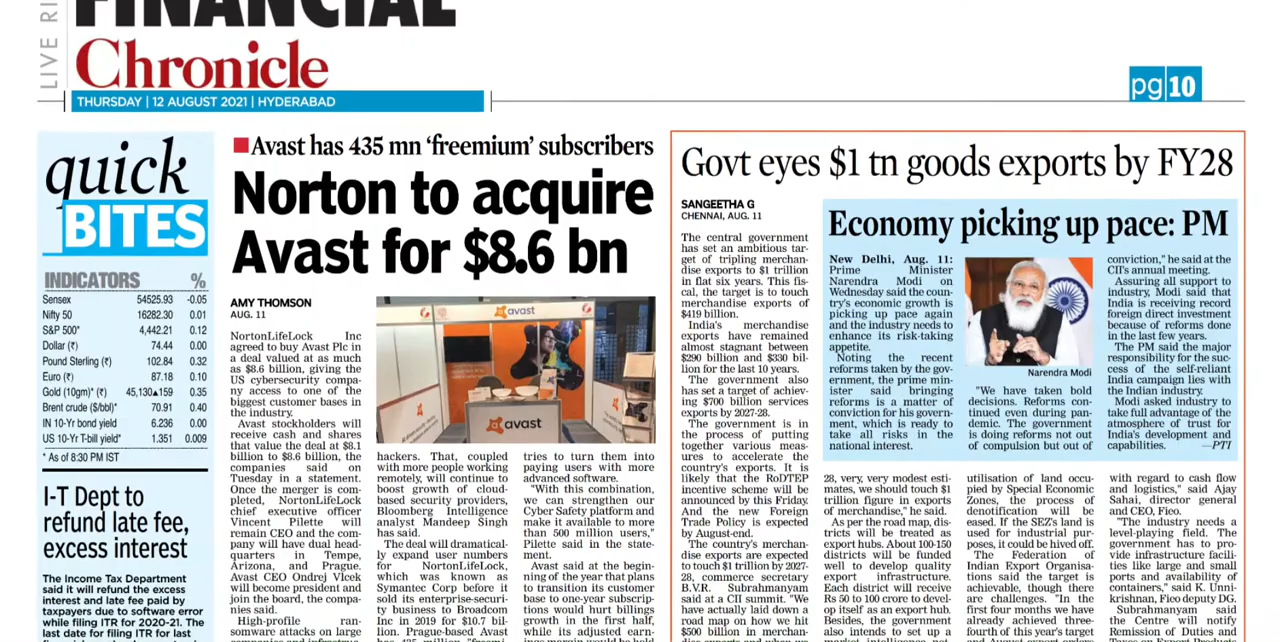 LIVE RI
FINANCIAL
Chronicle
THURSDAY | 12 AUGUST 2021 | HYDERABAD
pg 10
quick
BITES
INDICATORS %
Sensex 54525.93 -0.05
Nifty 50 16282.30 0.01
S&P 500* 4,442.21 0.12
Dollar (₹) 74.44 0.00
Pound Sterling (₹) 102.84 0.32
Euro (₹) 87.18 0.10
Gold (10gm)* (₹) 45,130▲159 0.35
Brent crude ($/bbl)* 70.91 0.40
IN 10-Yr bond yield 6.236 0.00
US 10-Yr T-bill yield* 1.351 0.009
* As of 8:30 PM IST
I-T Dept to
refund late fee,
excess interest
The Income Tax Department
said it will refund the excess
interest and late fee paid by
taxpayers due to software error
while filing ITR for 2020-21. The
last date for filing ITR for last
Avast has 435 mn ‘freemium’ subscribers
Norton to acquire
Avast for $8.6 bn
AMY THOMSON
AUG. 11
NortonLifeLock Inc
agreed to buy Avast Plc in
a deal valued at as much
as $8.6 billion, giving the
US cybersecurity compa-
ny access to one of the
biggest customer bases in
the industry.
Avast stockholders will
receive cash and shares
that value the deal at $8.1
billion to $8.6 billion, the
companies said on
Tuesday in a statement.
Once the merger is com-
pleted, NortonLifeLock
chief executive officer
Vincent Pilette will
remain CEO and the com-
pany will have dual head-
quarters in Tempe,
Arizona, and Prague.
Avast CEO Ondrej Vlcek
will become president and
join the board, the compa-
nies said.
High-profile ran-
somware attacks on large
avast
avast
hackers. That, coupled
with more people working
remotely, will continue to
boost growth of cloud-
based security providers,
Bloomberg Intelligence
analyst Mandeep Singh
has said.
The deal will dramatical-
ly expand user numbers
for NortonLifeLock,
which was known as
Symantec Corp before it
sold its enterprise-securi-
ty business to Broadcom
Inc in 2019 for $10.7 bil-
lion. Prague-based Avast
tries to turn them into
paying users with more
advanced software.
"With this combination,
we can strengthen our
Cyber Safety platform and
make it available to more
than 500 million users,"
Pilette said in the state-
ment.
Avast said at the begin-
ning of the year that plans
to transition its customer
base to one-year subscrip-
tions would hurt billings
growth in the first half,
while its adjusted earn-
ings margin would be held
Govt eyes $1 tn goods exports by FY28
SANGEETHA G
CHENNAI, AUG. 11
The central government
has set an ambitious tar-
get of tripling merchan-
dise exports to $1 trillion
in flat six years. This fis-
cal, the target is to touch
merchandise exports of
$419 billion.
India's merchandise
exports have remained
almost stagnant between
$290 billion and $330 bil-
lion for the last 10 years.
The government also
has set a target of achiev-
ing $700 billion services
exports by 2027-28.
The government is in
the process of putting
together various meas-
ures to accelerate the
country's exports. It is
likely that the RoDTEP
incentive scheme will be
announced by this Friday.
And the new Foreign
Trade Policy is expected
by August-end.
The country's merchan-
dise exports are expected
to touch $1 trillion by 2027-
28, commerce secretary
B.V.R. Subrahmanyam
said at a CII summit. "We
have actually laid down a
road map on how we hit
$500 billion in merchan-
Economy picking up pace: PM
New Delhi, Aug. 11:
Prime Minister
Narendra Modi on
Wednesday said the coun-
try's economic growth is
picking up pace again and
the industry needs to
enhance its risk-taking
appetite.
Noting the recent
reforms taken by the gov-
ernment, the prime min-
ister said bringing
reforms is a matter of
conviction for his govern-
ment, which is ready to
take all risks in the
national interest.
Narendra Modi
"We have taken bold
decisions. Reforms con-
tinued even during pan-
demic. The government
is doing reforms not out
of compulsion but out of
conviction," he said at the
CII's annual meeting.
Assuring all support to
industry, Modi said that
India is receiving record
foreign direct investment
because of reforms done
in the last few years.
The PM said the major
responsibility for the suc-
cess of the self-reliant
India campaign lies with
the Indian industry.
Modi asked industry to
take full advantage of the
atmosphere of trust for
India's development and
capabilities. —PTI
28, very, very modest esti-
mates, we should touch $1
trillion figure in exports
of merchandise," he said.
As per the road map, dis-
tricts will be treated as
export hubs. About 100-150
districts will be funded
well to develop quality
export infrastructure.
Each district will receive
Rs 50 to 100 crore to devel-
op itself as an export hub.
Besides, the government
also intends to set up a
utilisation of land occu-
pied by Special Economic
Zones, the process of
denotification will be
eased. If the SEZ's land is
used for industrial purpo-
ses, it could be hived off.
The Federation of
Indian Export Organisa-
tions said the target is
achievable, though there
are challenges. "In the
first four months we have
already achieved three-
fourth of this year's target
with regard to cash flow
and logistics," said Ajay
Sahai, director general
and CEO, Fieo.
"The industry needs a
level-playing field. The
government has to pro-
vide infrastructure facili-
ties like large and small
ports and availability of
containers," said K. Unni-
krishnan, Fieo deputy DG.
Subrahmanyam said
the Centre will notify
Remission of Duties and